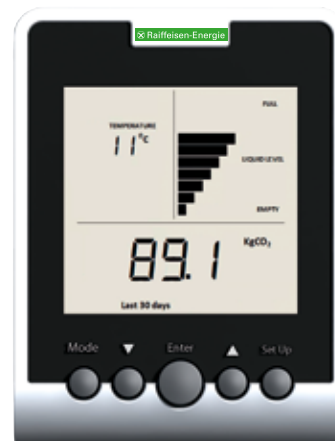 Raiffeisen-Energie
FULL
TEMPERATURE
11°C
LIQUID LEVEL
EMPTY
89.1 KgCO₂
Last 30 days
Mode ▼ Enter ▲ Set Up